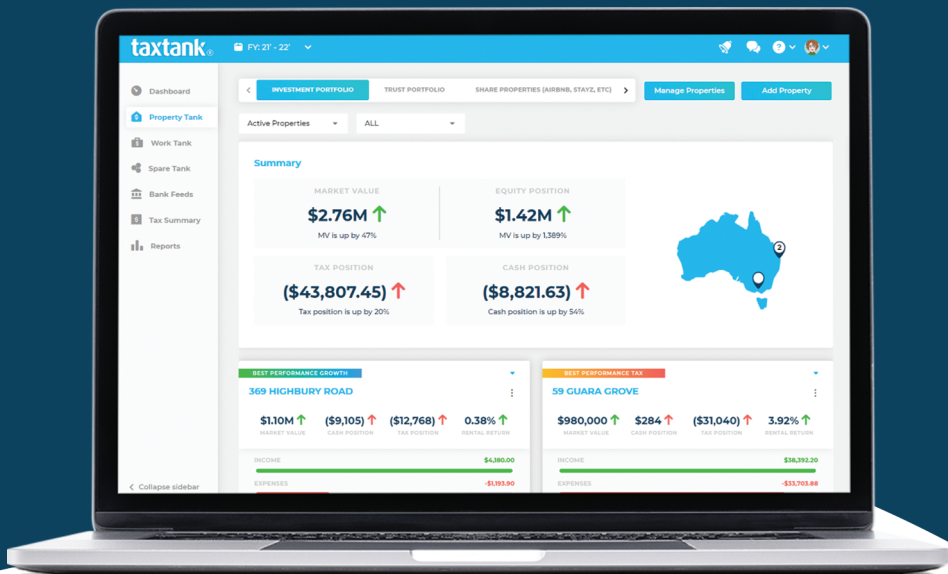 taxtank®
FY: 21' - 22'
?
Dashboard
Property Tank
Work Tank
Spare Tank
Bank Feeds
Tax Summary
Reports
Collapse sidebar
INVESTMENT PORTFOLIO
TRUST PORTFOLIO
SHARE PROPERTIES (AIRBNB, STAYZ, ETC)
Manage Properties
Add Property
Active Properties
ALL
Summary
MARKET VALUE
$2.76M
MV is up by 47%
EQUITY POSITION
$1.42M
MV is up by 1,389%
TAX POSITION
($43,807.45)
Tax position is up by 20%
CASH POSITION
($8,821.63)
Cash position is up by 54%
2
BEST PERFORMANCE GROWTH
369 HIGHBURY ROAD
$1.10M
MARKET VALUE
($9,105)
CASH POSITION
($12,768)
TAX POSITION
0.38%
RENTAL RETURN
INCOME
$4,180.00
EXPENSES
-$1,193.90
BEST PERFORMANCE TAX
59 GUARA GROVE
$980,000
MARKET VALUE
$284
CASH POSITION
($31,040)
TAX POSITION
3.92%
RENTAL RETURN
INCOME
$38,392.20
EXPENSES
-$33,703.88